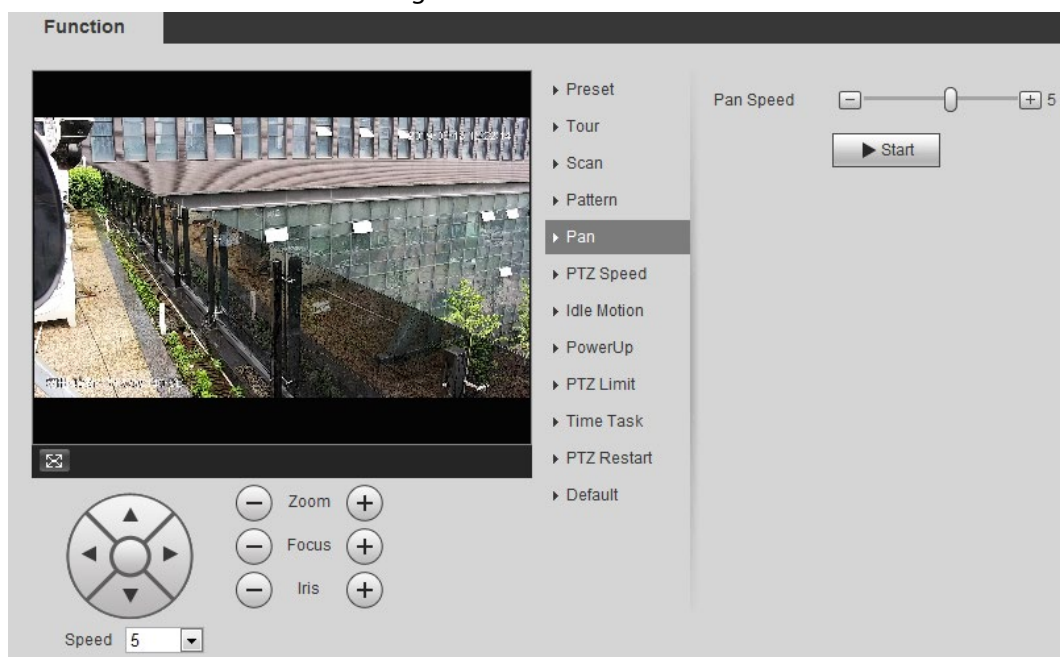 Function
Preset
Tour
Scan
Pattern
Pan
PTZ Speed
Idle Motion
PowerUp
PTZ Limit
Time Task
PTZ Restart
Default
Pan Speed
5
Start
Zoom
Focus
Iris
Speed 5